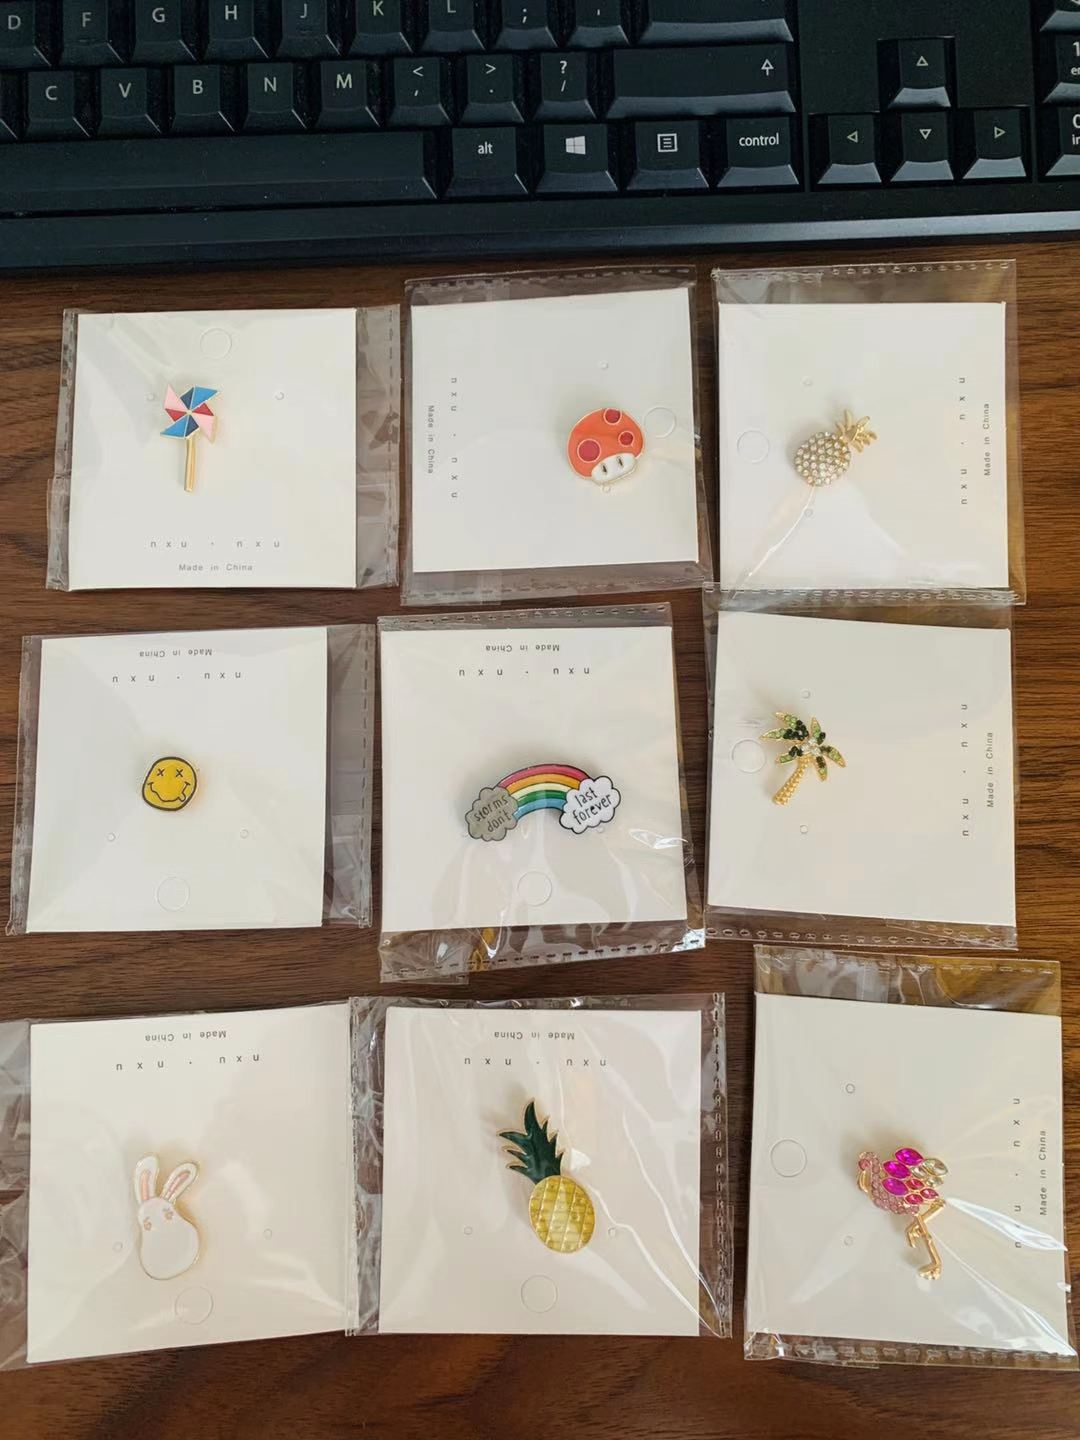 D F G H J K L ; '
C V B N M < , > . ? /
alt control
n x u · n x u
Made in China
n x u · n x u
Made in China
n x u · n x u
Made in China
Made in China
n x u · n x u
Made in China
n x u · n x u
storms
don't
last
forever
n x u · n x u
Made in China
Made in China
n x u · n x u
Made in China
n x u · n x u
n x u · n x u
Made in China